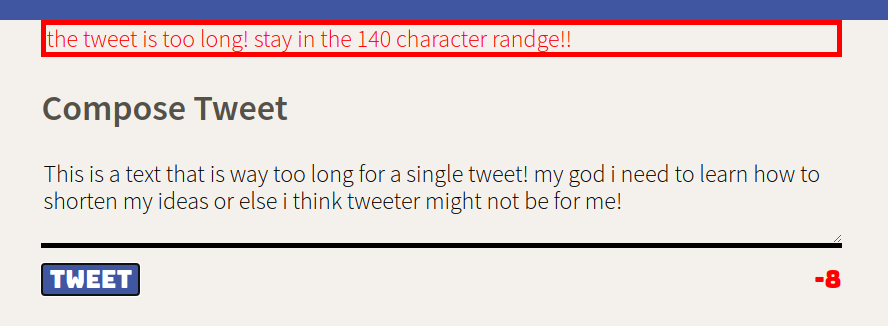 the tweet is too long! stay in the 140 character randge!!
Compose Tweet
This is a text that is way too long for a single tweet! my god i need to learn how to
shorten my ideas or else i think tweeter might not be for me!
TWEET
-8